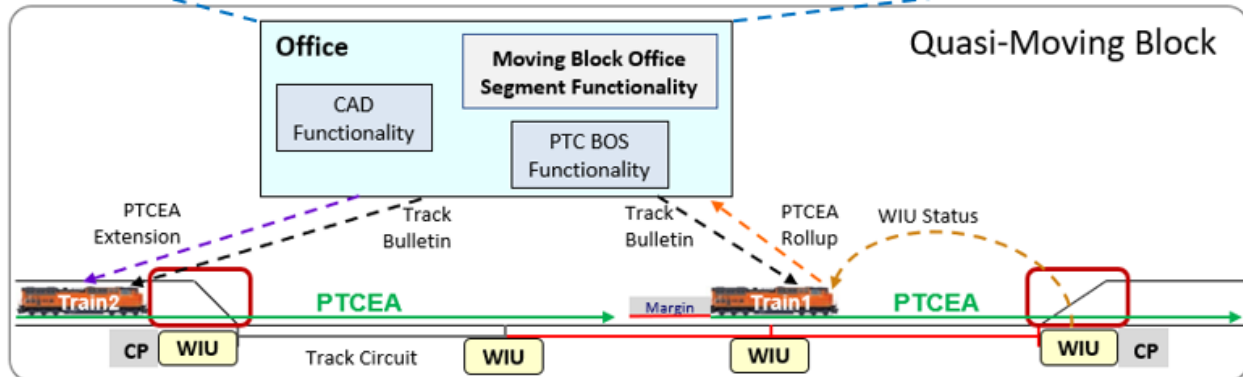 Quasi-Moving Block
Office
Moving Block Office
Segment Functionality
CAD
Functionality
PTC BOS
Functionality
PTCEA
Extension
Track
Bulletin
Track
Bulletin
PTCEA
Rollup
WIU Status
Train2
PTCEA
Margin
Train1
PTCEA
CP
WIU
Track Circuit
WIU
WIU
WIU
CP